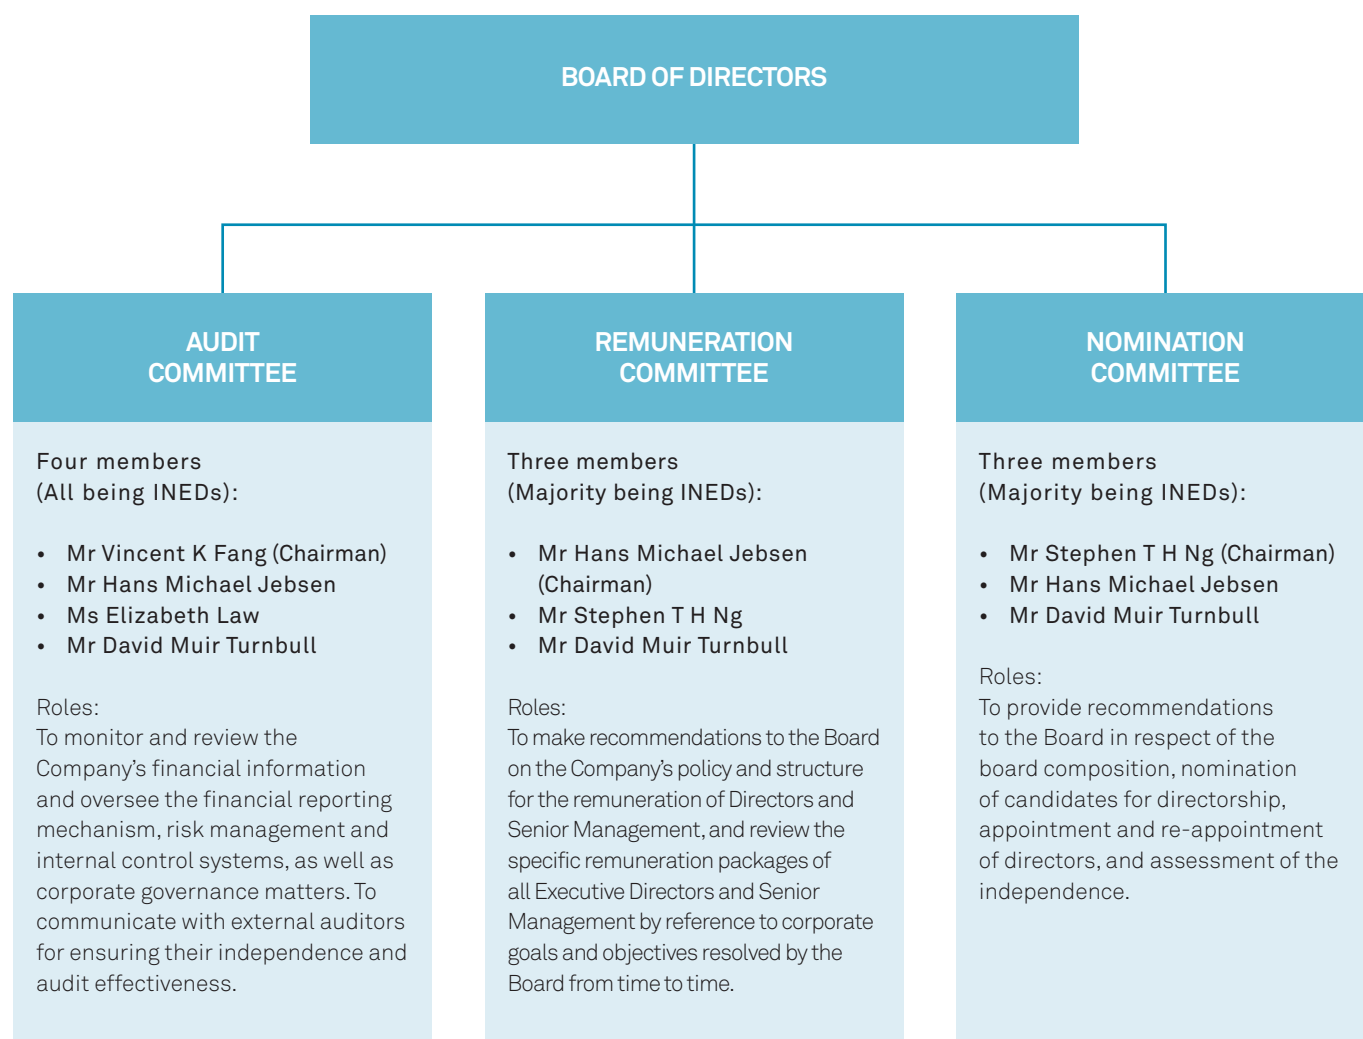 BOARD OF DIRECTORS
AUDIT
COMMITTEE
Four members
(All being INEDs):
• Mr Vincent K Fang (Chairman)
• Mr Hans Michael Jebsen
• Ms Elizabeth Law
• Mr David Muir Turnbull
Roles:
To monitor and review the
Company’s financial information
and oversee the financial reporting
mechanism, risk management and
internal control systems, as well as
corporate governance matters. To
communicate with external auditors
for ensuring their independence and
audit effectiveness.
REMUNERATION
COMMITTEE
Three members
(Majority being INEDs):
• Mr Hans Michael Jebsen
(Chairman)
• Mr Stephen T H Ng
• Mr David Muir Turnbull
Roles:
To make recommendations to the Board
on the Company’s policy and structure
for the remuneration of Directors and
Senior Management, and review the
specific remuneration packages of
all Executive Directors and Senior
Management by reference to corporate
goals and objectives resolved by the
Board from time to time.
NOMINATION
COMMITTEE
Three members
(Majority being INEDs):
• Mr Stephen T H Ng (Chairman)
• Mr Hans Michael Jebsen
• Mr David Muir Turnbull
Roles:
To provide recommendations
to the Board in respect of the
board composition, nomination
of candidates for directorship,
appointment and re-appointment
of directors, and assessment of the
independence.